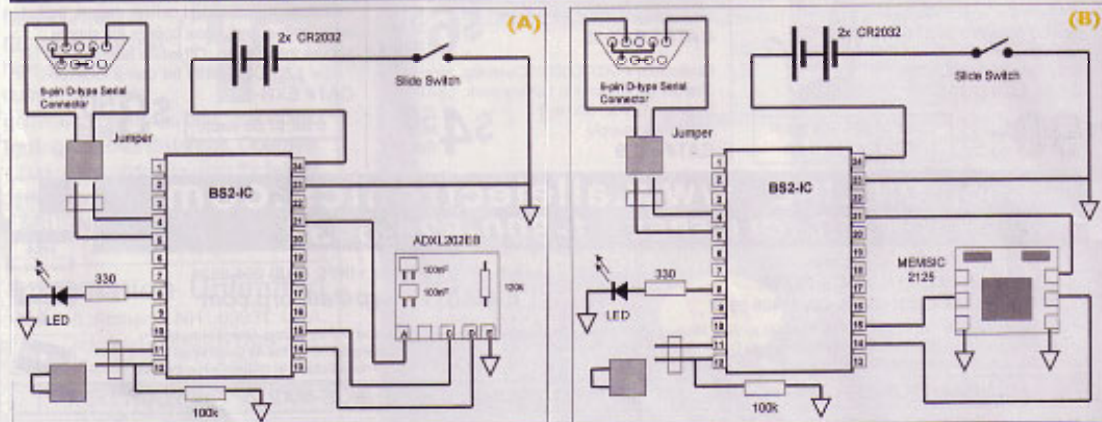 (A)
2x CR2032
Slide Switch
9-pin D-type Serial
Connector
Jumper
BS2-IC
1
2
3
4
5
6
7
8
9
10
11
12
23
22
21
20
19
18
17
16
15
14
13
ADXL202EB
100nF
100nF
130k
330
LED
100k
(B)
2x CR2032
Slide Switch
9-pin D-type Serial
Connector
Jumper
BS2-IC
1
2
3
4
5
6
7
8
9
10
11
12
24
23
22
21
20
19
18
17
16
15
14
13
MEMSIC
2125
330
LED
100k